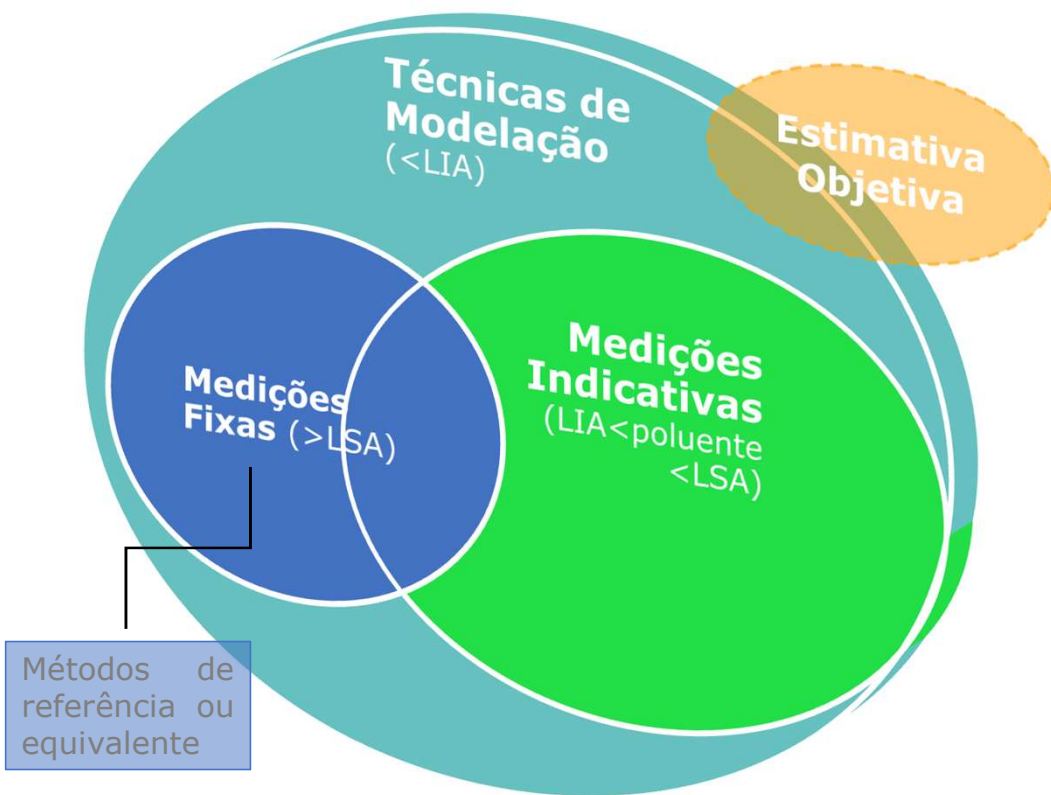 Técnicas de
Modelação
(<LIA)
Estimativa
Objetiva
Medições
Fixas (>LSA)
Medições
Indicativas
(LIA<poluente
<LSA)
Métodos de
referência ou
equivalente